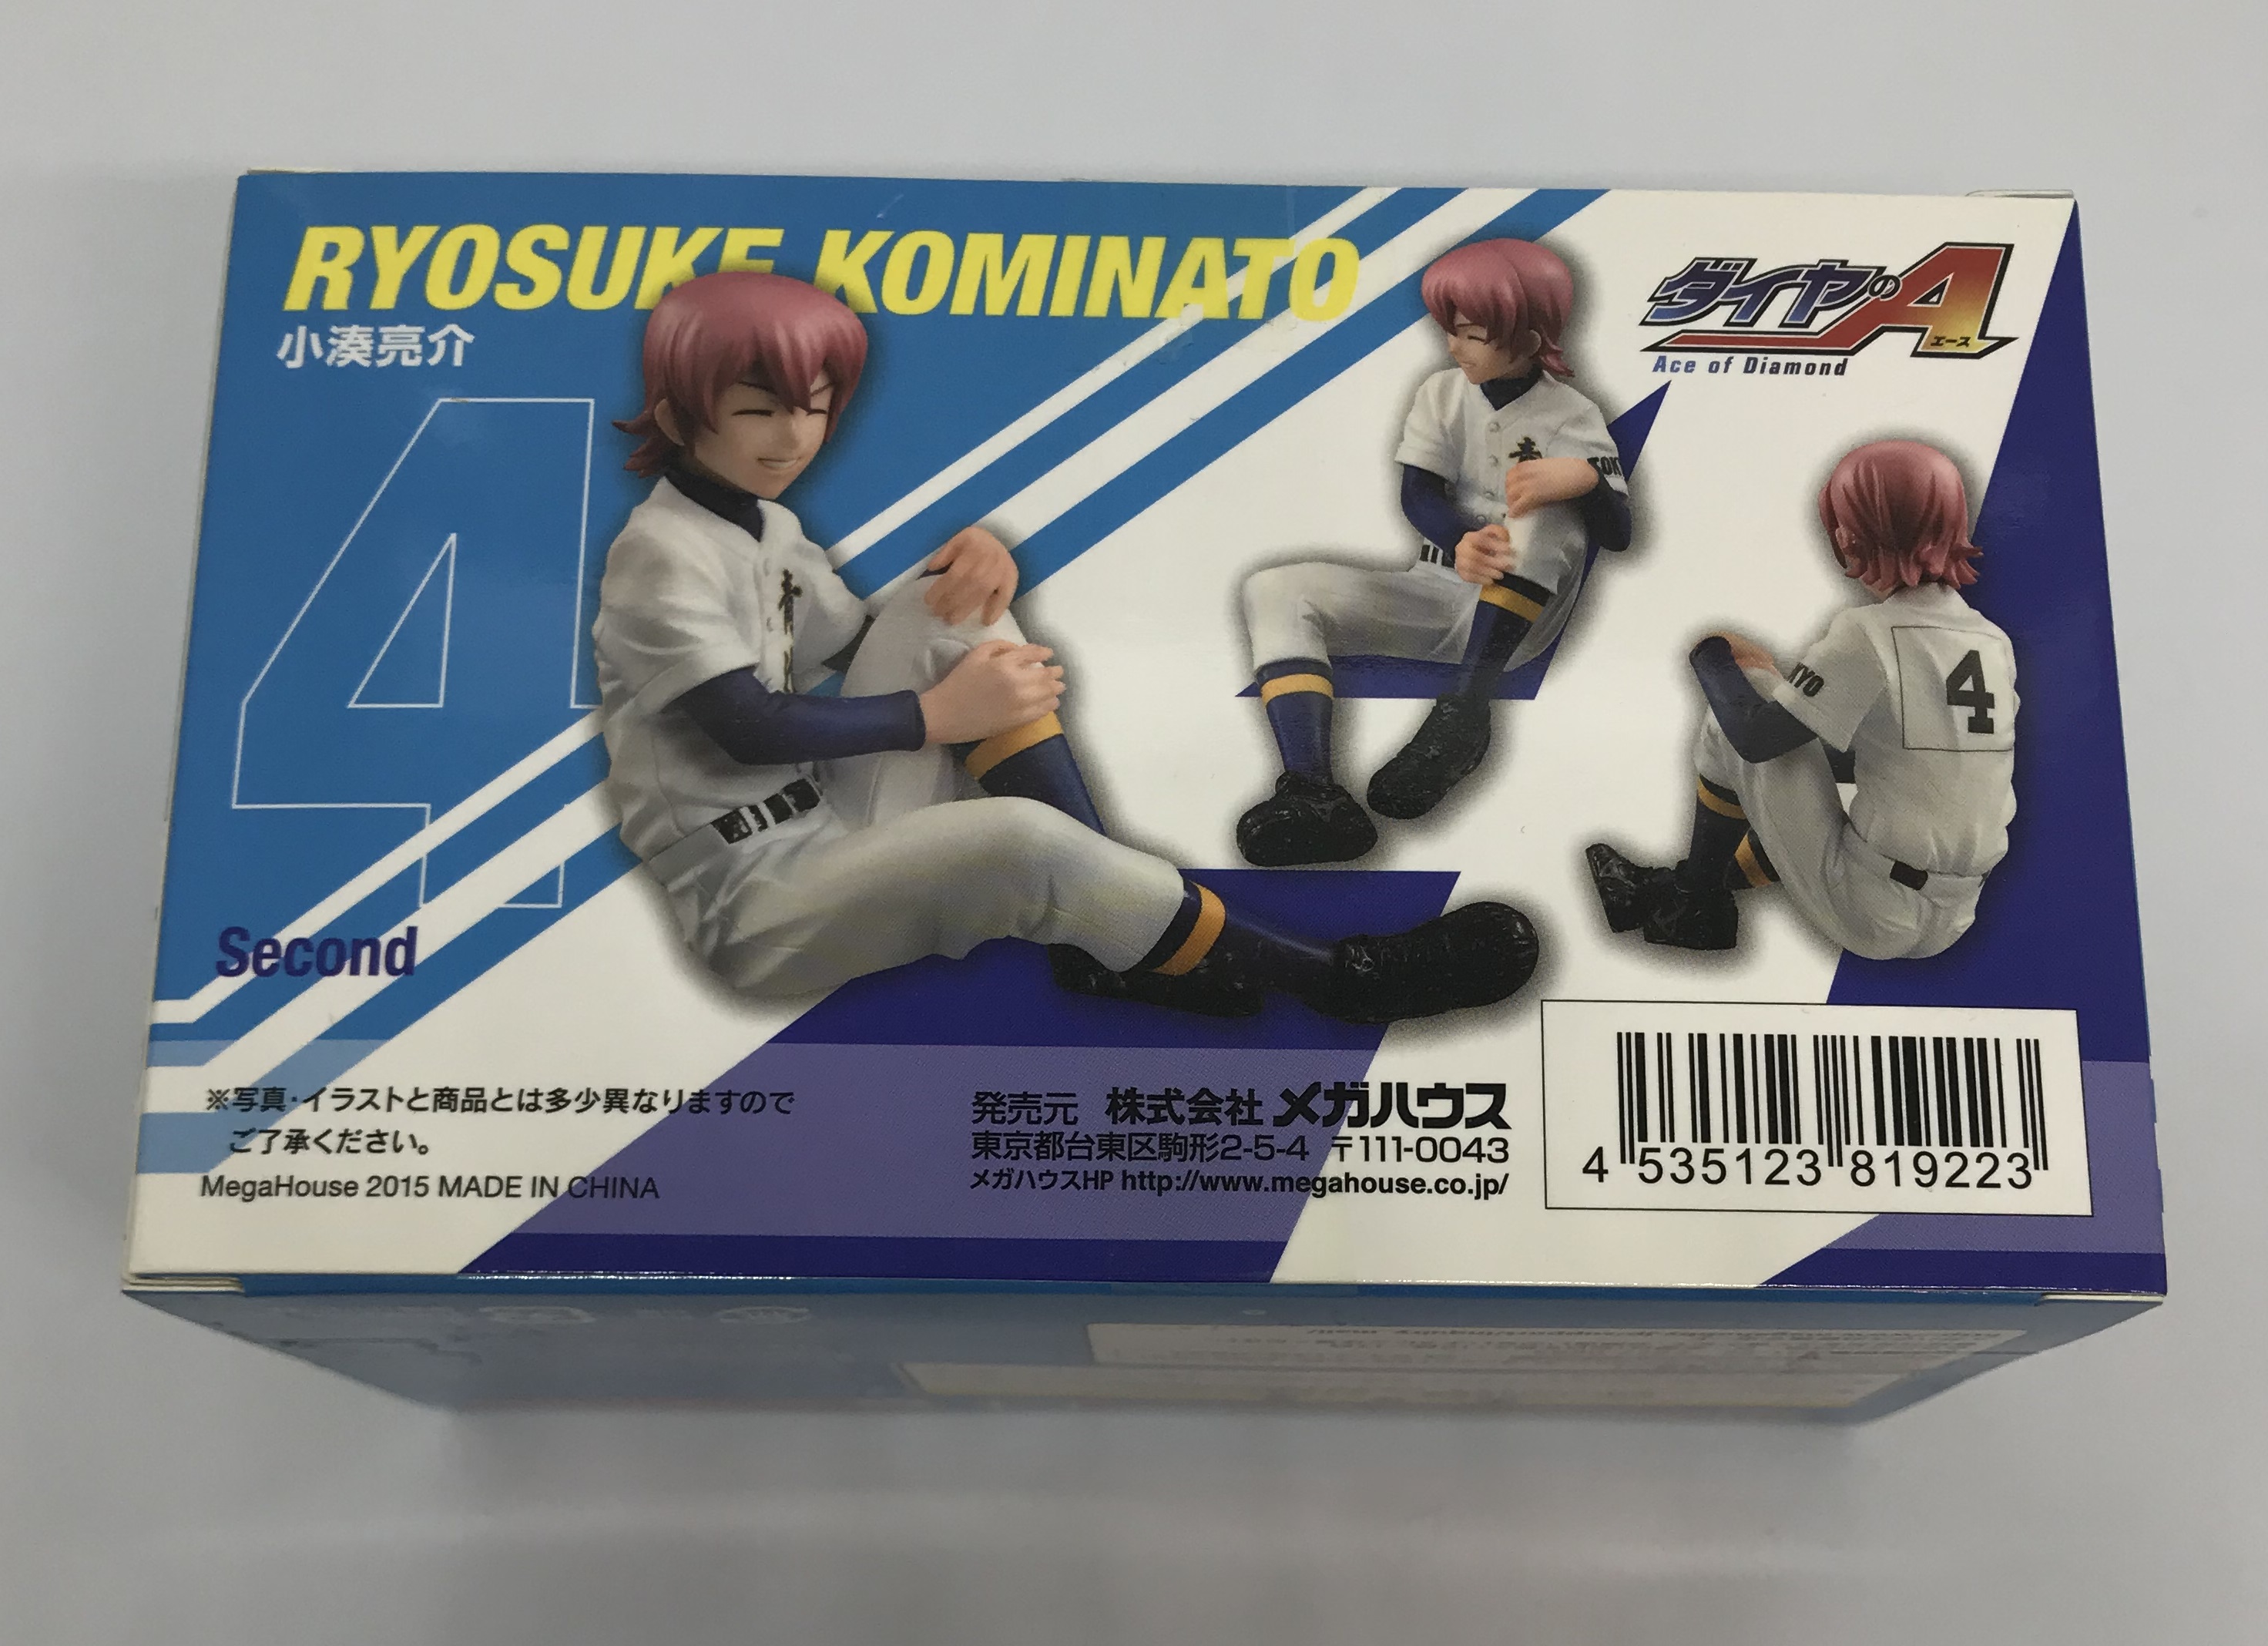 RYOSUKE KOMINATO
小湊亮介
4
Second
ダイヤのA
エース
Ace of Diamond
4
※写真・イラストと商品とは多少異なりますので
ご了承ください。
MegaHouse 2015 MADE IN CHINA
発売元 株式会社 メガハウス
東京都台東区駒形2-5-4 〒111-0043
メガハウスHP http://www.megahouse.co.jp/
4 535123 819223